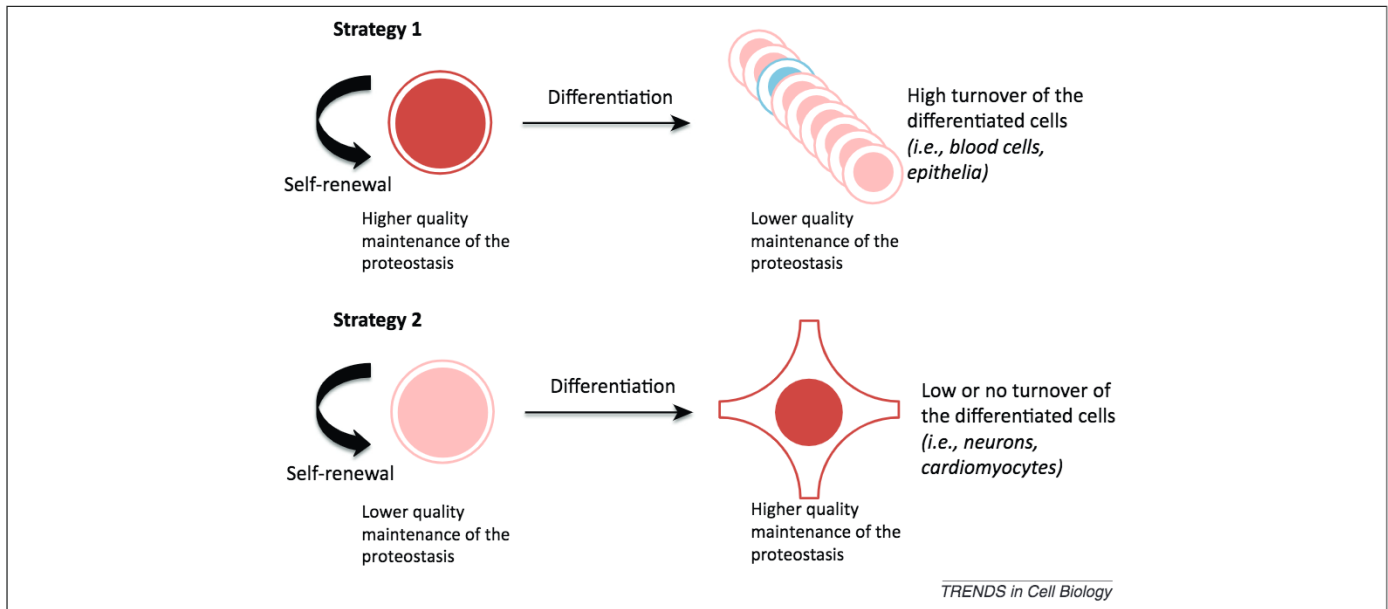 Strategy 1
Self-renewal
Higher quality
maintenance of the
proteostasis
Differentiation
Lower quality
maintenance of the
proteostasis
High turnover of the
differentiated cells
(i.e., blood cells,
epithelia)
Strategy 2
Self-renewal
Lower quality
maintenance of the
proteostasis
Differentiation
Higher quality
maintenance of the
proteostasis
Low or no turnover of
the differentiated cells
(i.e., neurons,
cardiomyocytes)
TRENDS in Cell Biology